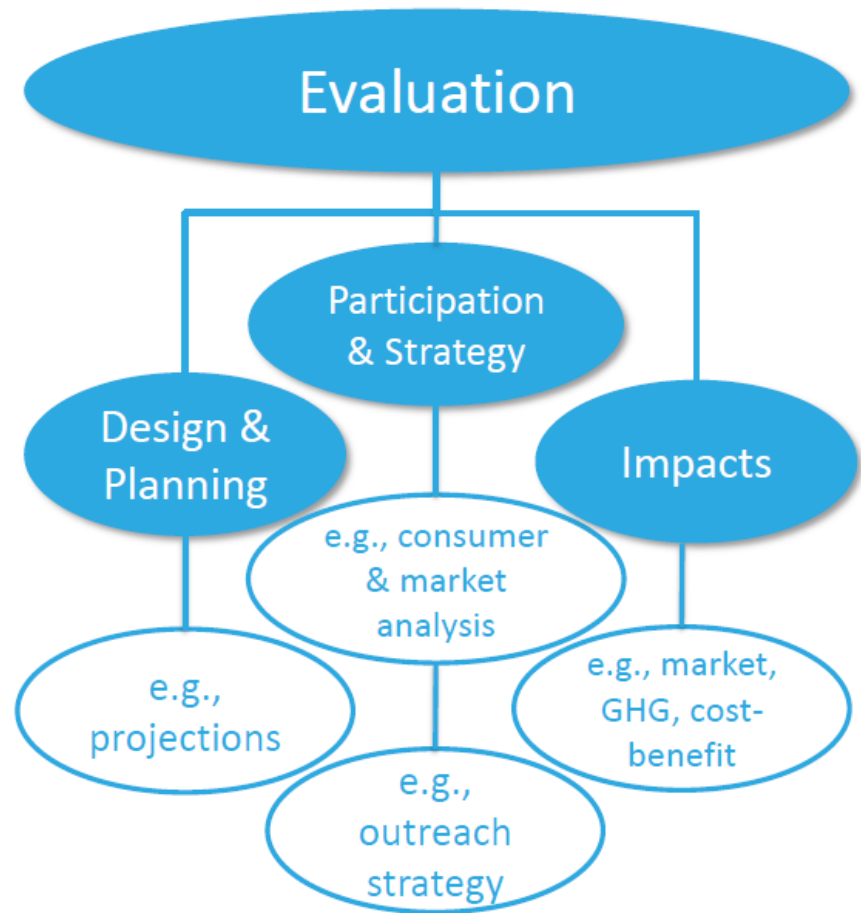 Evaluation
Participation
& Strategy
Design &
Planning
Impacts
e.g., consumer
& market
analysis
e.g.,
projections
e.g., market,
GHG, cost-
benefit
e.g.,
outreach
strategy